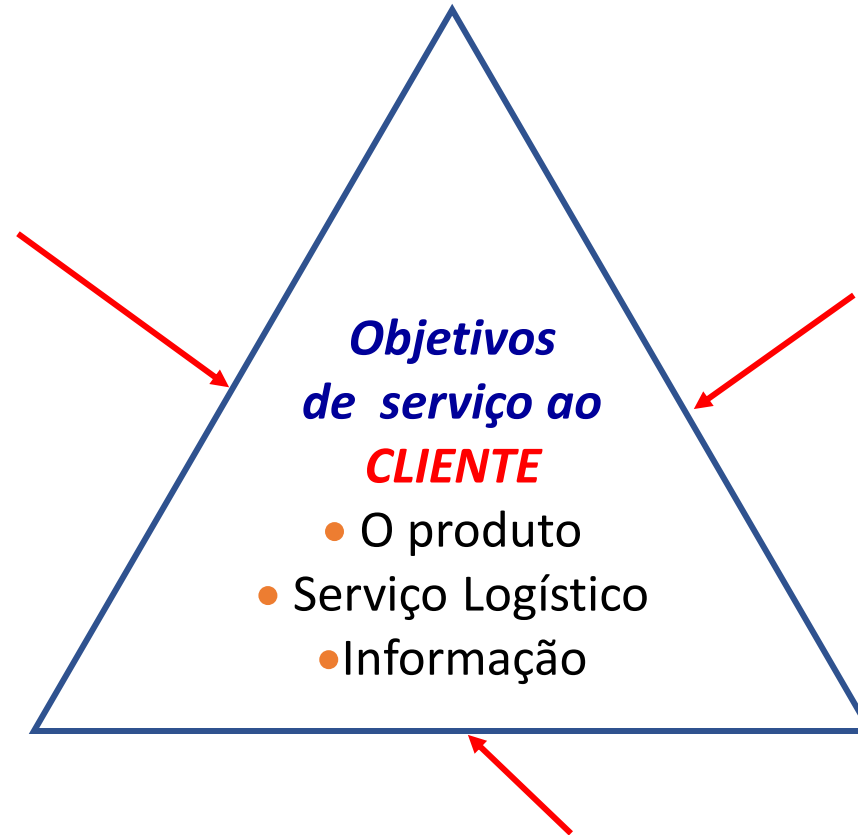 Objetivos
de serviço ao
CLIENTE
• O produto
• Serviço Logístico
•Informação